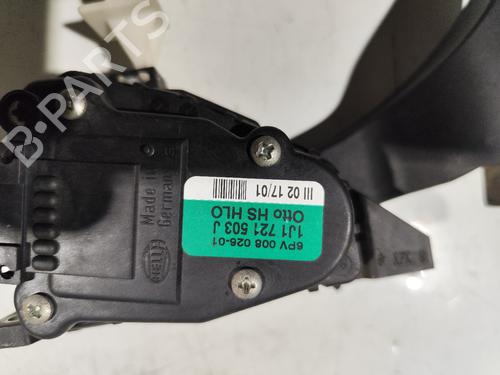 III 02 17/01
6PV 008 026-01
1J1 721 503 J
Otto HS HLO
Made in
Germany
HELLA
B-PARTS